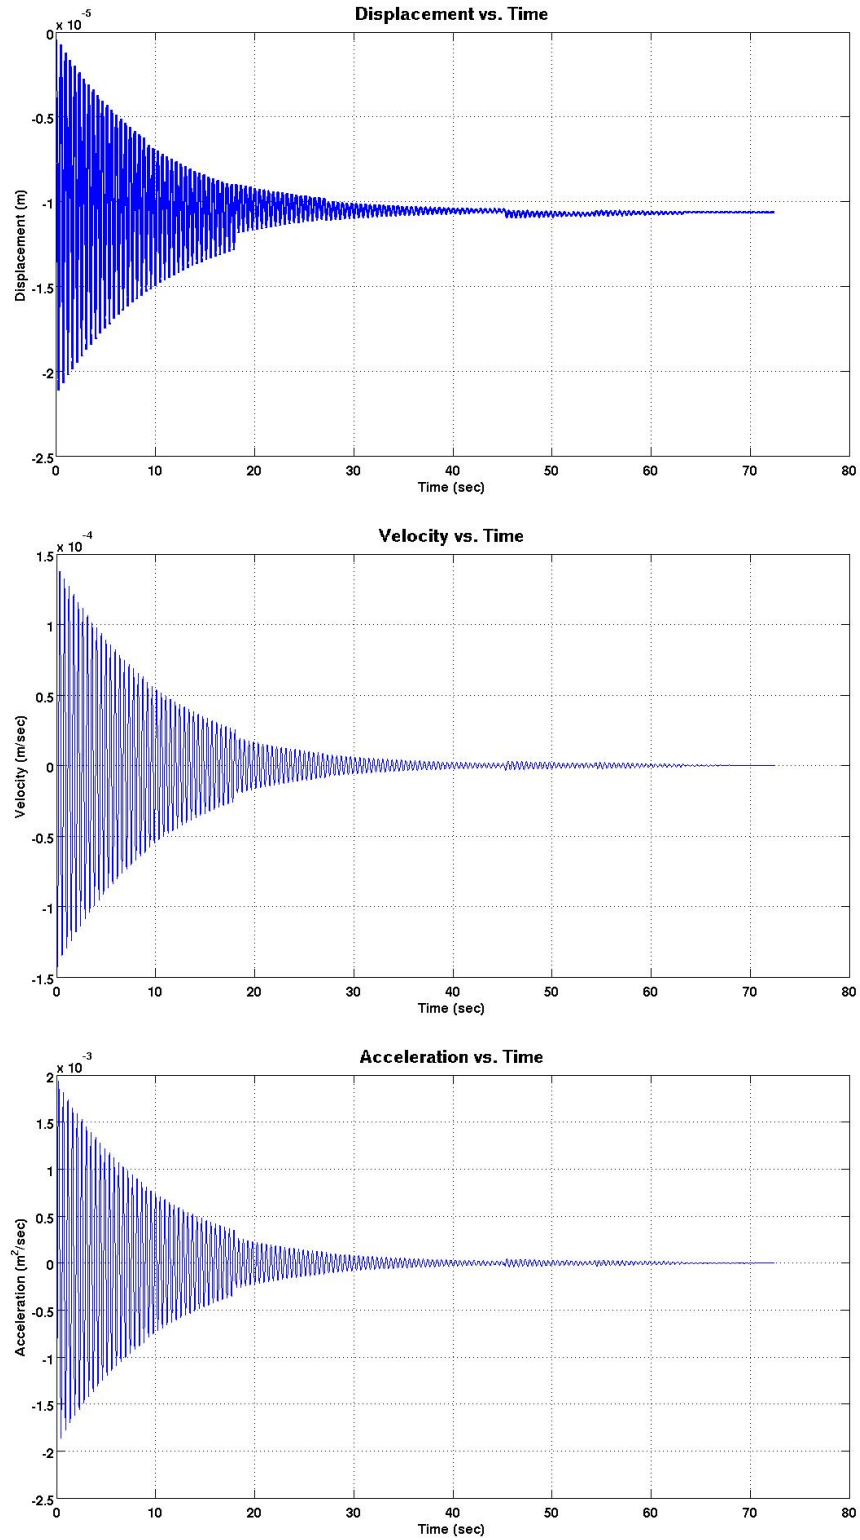 Displacement vs. Time
x 10⁻⁵
0
-0.5
-1
-1.5
-2
-2.5
Displacement (m)
0 10 20 30 40 50 60 70 80
Time (sec)
Velocity vs. Time
x 10⁻⁴
1.5
1
0.5
0
-0.5
-1
-1.5
Velocity (m/sec)
0 10 20 30 40 50 60 70 80
Time (sec)
Acceleration vs. Time
x 10⁻³
2
1.5
1
0.5
0
-0.5
-1
-1.5
-2
-2.5
Acceleration (m²/sec)
0 10 20 30 40 50 60 70 80
Time (sec)